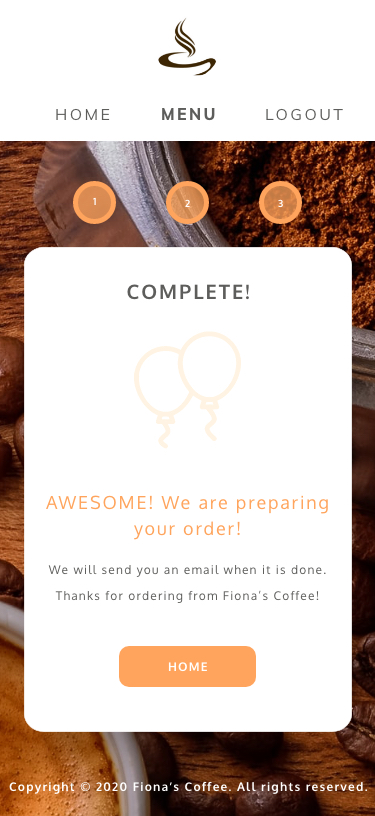 HOME MENU LOGOUT
1 2 3
COMPLETE!
AWESOME! We are preparing
your order!
We will send you an email when it is done.
Thanks for ordering from Fiona's Coffee!
HOME
Copyright © 2020 Fiona's Coffee. All rights reserved.